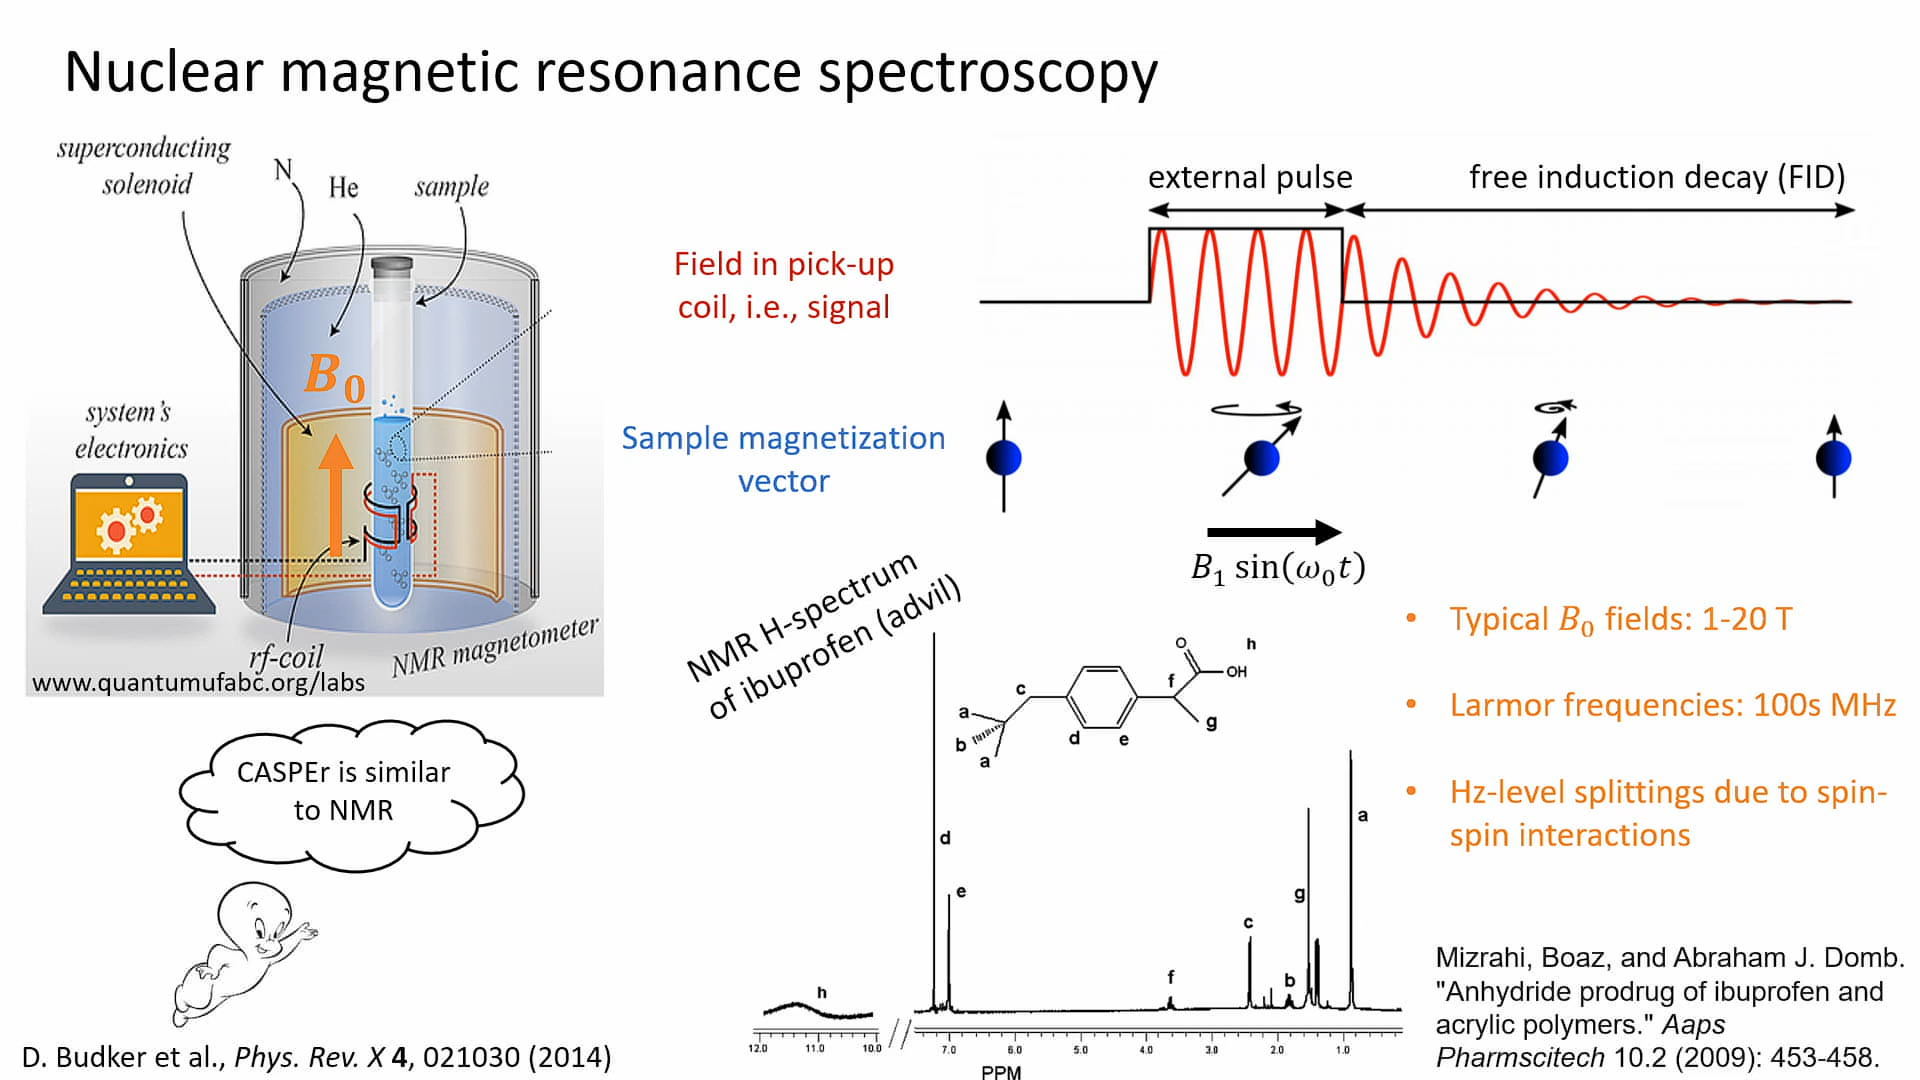 Nuclear magnetic resonance spectroscopy
superconducting
solenoid
N
He
sample
B0
system's
electronics
rf-coil
NMR magnetometer
www.quantumufabc.org/labs
CASPEr is similar
to NMR
D. Budker et al., Phys. Rev. X 4, 021030 (2014)
external pulse
free induction decay (FID)
Field in pick-up
coil, i.e., signal
Sample magnetization
vector
B1 sin(ω0t)
NMR H-spectrum
of ibuprofen (advil)
O
h
OH
f
g
c
a
b
a
d
e
d
e
h
f
c
b
g
a
12.0 11.0 10.0 7.0 6.0 5.0 4.0 3.0 2.0 1.0
PPM
• Typical B0 fields: 1-20 T
• Larmor frequencies: 100s MHz
• Hz-level splittings due to spin-
spin interactions
Mizrahi, Boaz, and Abraham J. Domb.
"Anhydride prodrug of ibuprofen and
acrylic polymers." Aaps
Pharmscitech 10.2 (2009): 453-458.